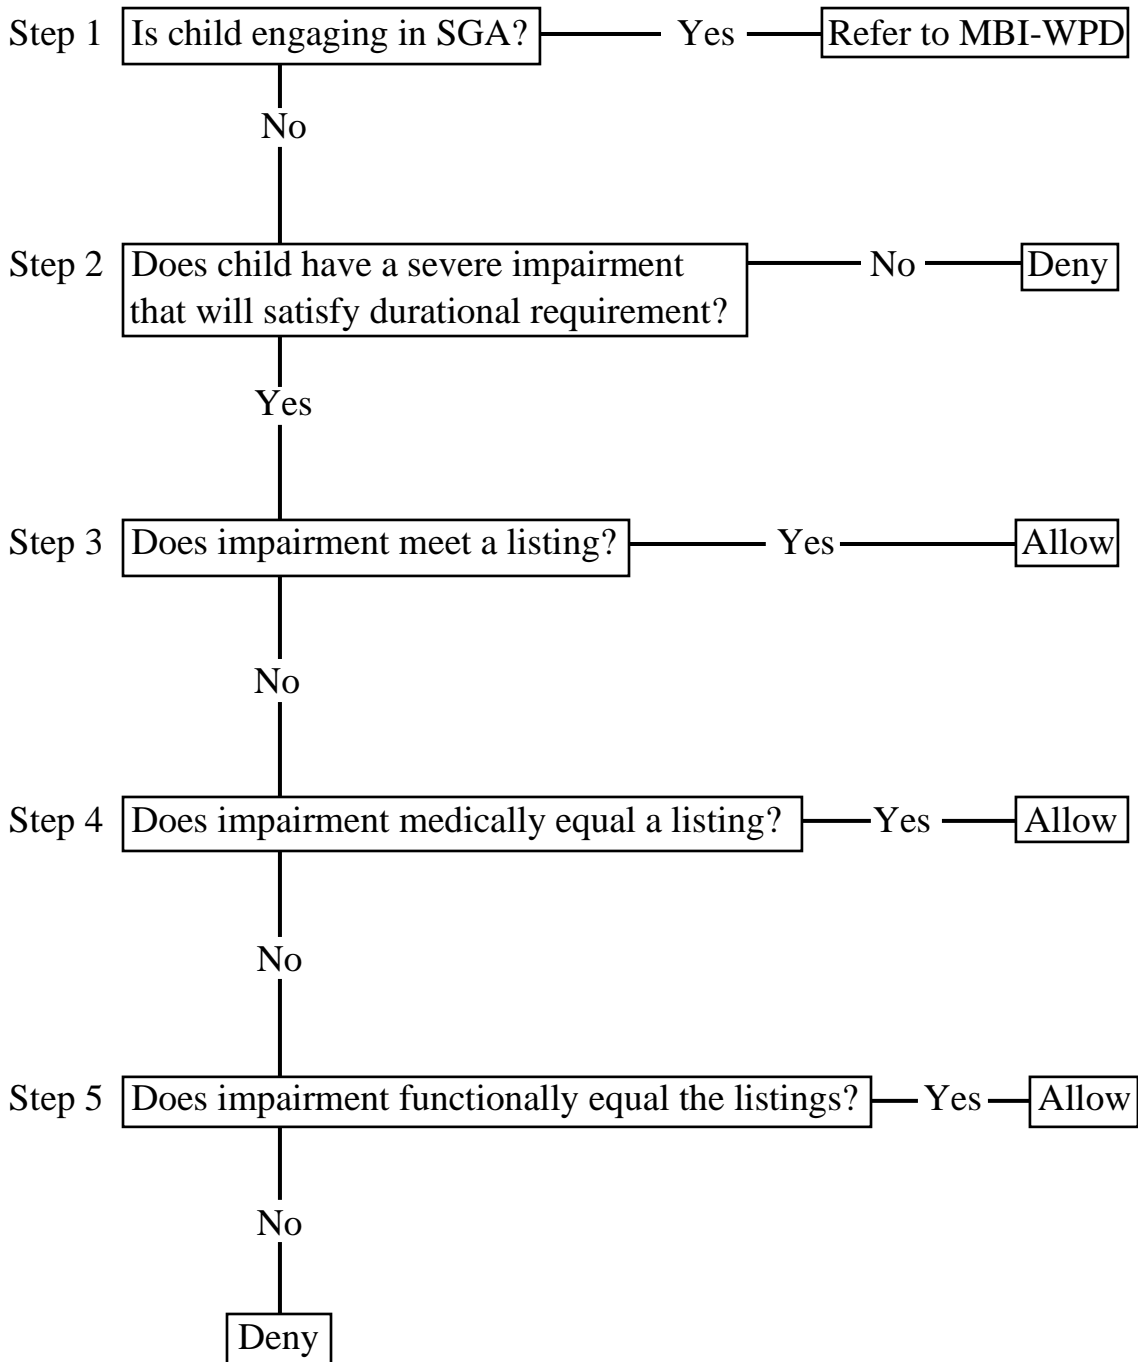 Step 1 Is child engaging in SGA? Yes Refer to MBI-WPD
No
Step 2 Does child have a severe impairment No Deny
that will satisfy durational requirement?
Yes
Step 3 Does impairment meet a listing? Yes Allow
No
Step 4 Does impairment medically equal a listing? Yes Allow
No
Step 5 Does impairment functionally equal the listings? Yes Allow
No
Deny